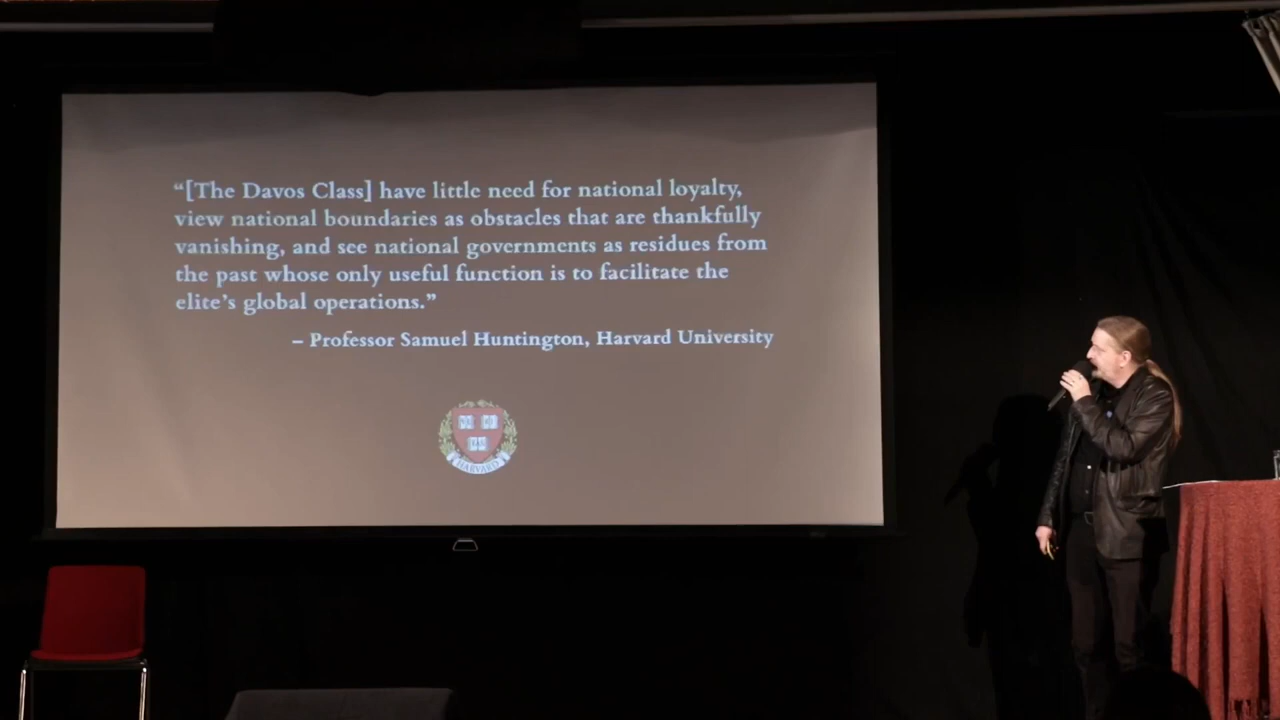 “[The Davos Class] have little need for national loyalty,
view national boundaries as obstacles that are thankfully
vanishing, and see national governments as residues from
the past whose only useful function is to facilitate the
elite’s global operations.”
– Professor Samuel Huntington, Harvard University
HARVARD